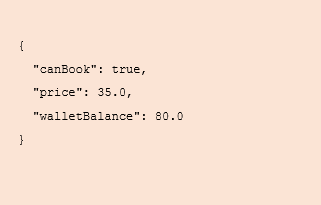 {
  "canBook": true,
  "price": 35.0,
  "walletBalance": 80.0
}